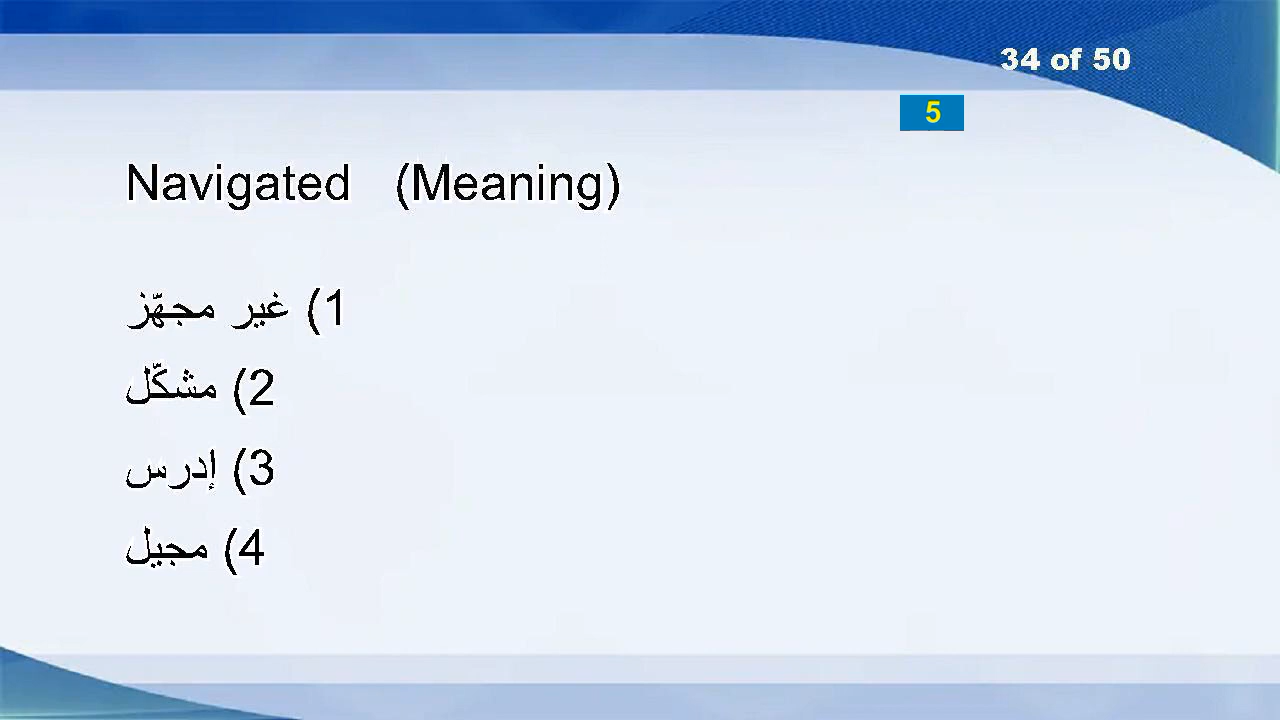 34 of 50
5
Navigated (Meaning)
1) غير مجهّز
2) مشكّل
3) إدرس
4) مجيل